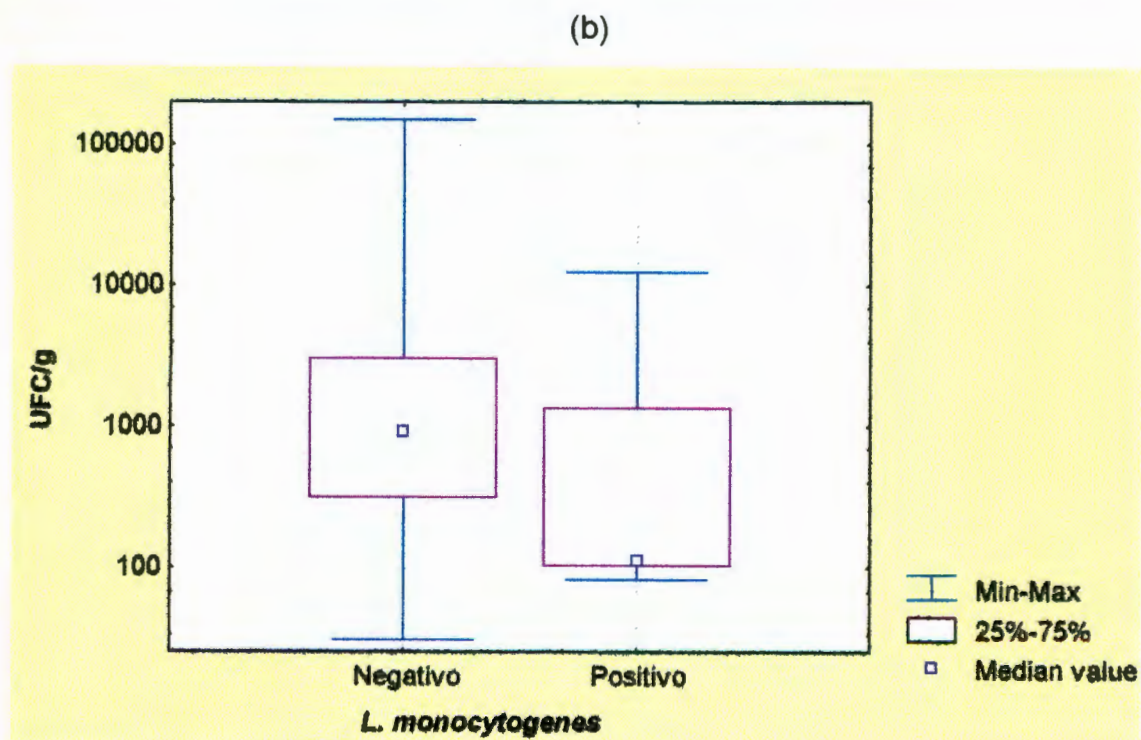 (b)
100000
10000
1000
100
UFC/g
Negativo
Positivo
L. monocytogenes
Min-Max
25%-75%
Median value